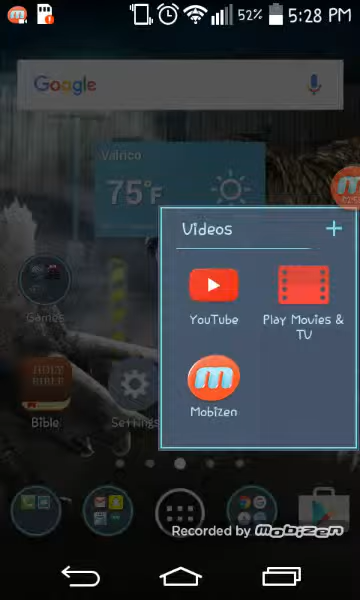 52% 5:28 PM
Google
Valrico
75°F
Videos
YouTube
Play Movies &
TV
Games
HOLY
BIBLE
m
Mobizen
Bible
Settings
Recorded by Mobizen